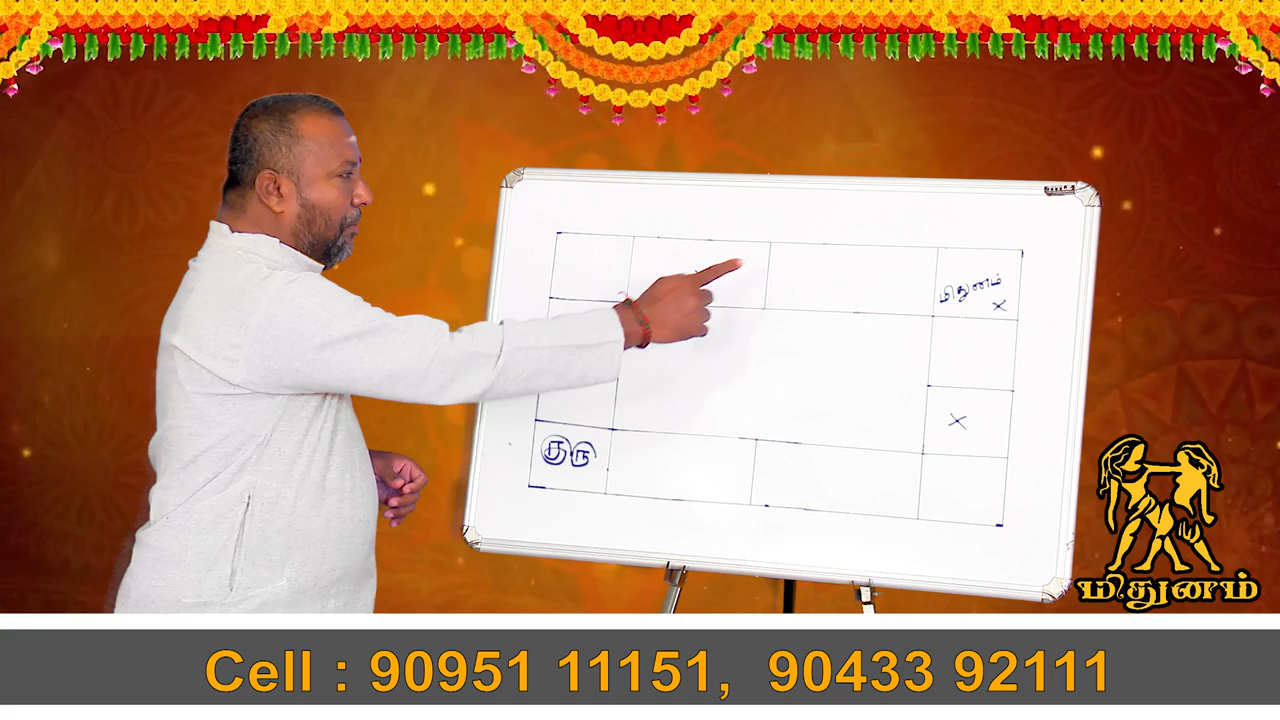 மிதுனம்
x
x
குரு
மிதுனம்
Cell : 90951 11151, 90433 92111